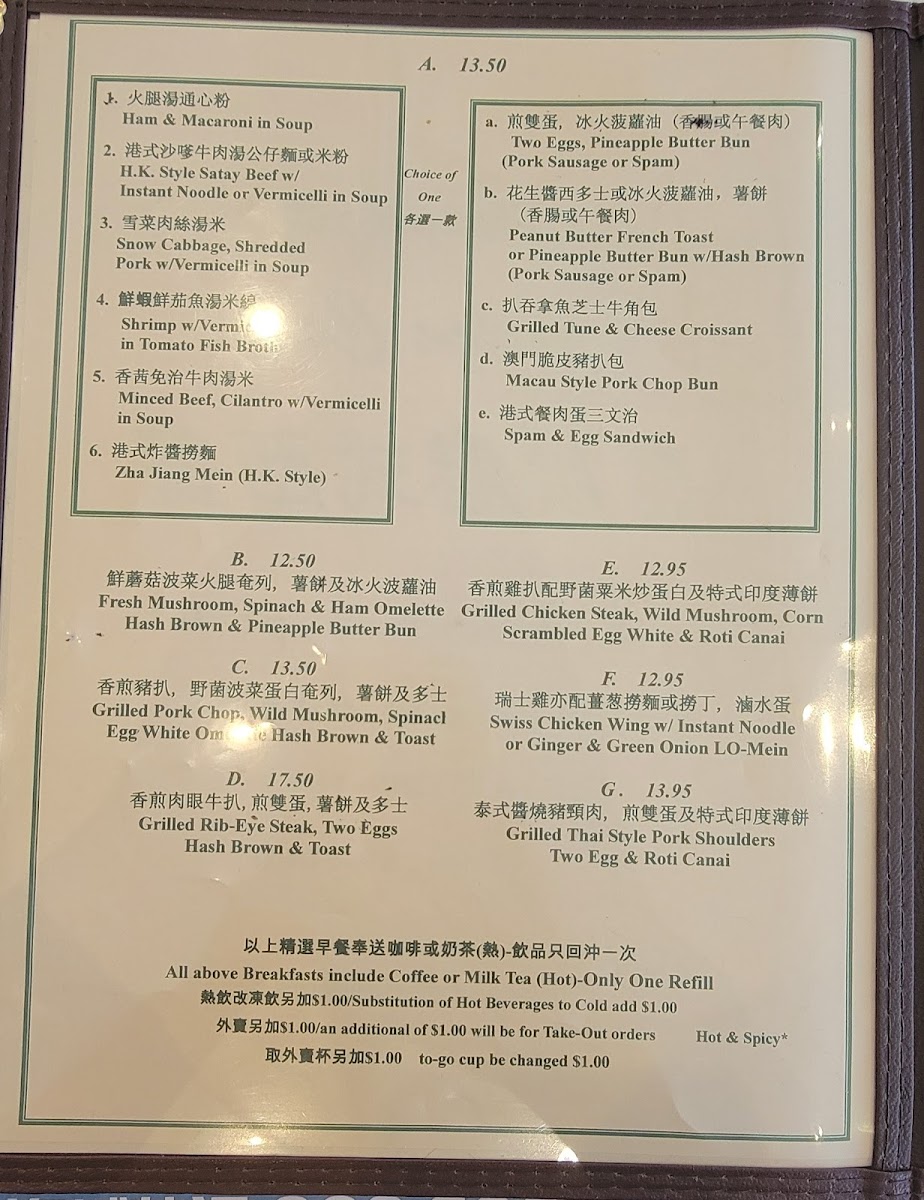 A. 13.50
1. 火腿湯通心粉
Ham & Macaroni in Soup
2. 港式沙嗲牛肉湯公仔麵或米粉
H.K. Style Satay Beef w/
Instant Noodle or Vermicelli in Soup
3. 雪菜肉絲湯米
Snow Cabbage, Shredded
Pork w/Vermicelli in Soup
4. 鮮蝦鮮茄魚湯米線
Shrimp w/Vermic
in Tomato Fish Broth
5. 香茜免治牛肉湯米
Minced Beef, Cilantro w/Vermicelli
in Soup
6. 港式炸醬撈麵
Zha Jiang Mein (H.K. Style)
Choice of
One
各選一款
a. 煎雙蛋, 冰火菠蘿油 (香腸或午餐肉)
Two Eggs, Pineapple Butter Bun
(Pork Sausage or Spam)
b. 花生醬西多士或冰火菠蘿油, 薯餅
(香腸或午餐肉)
Peanut Butter French Toast
or Pineapple Butter Bun w/Hash Brown
(Pork Sausage or Spam)
c. 扒吞拿魚芝士牛角包
Grilled Tune & Cheese Croissant
d. 澳門脆皮豬扒包
Macau Style Pork Chop Bun
e. 港式餐肉蛋三文治
Spam & Egg Sandwich
B. 12.50
鮮蘑菇波菜火腿奄列, 薯餅及冰火菠蘿油
Fresh Mushroom, Spinach & Ham Omelette
Hash Brown & Pineapple Butter Bun
C. 13.50
香煎豬扒, 野菌波菜蛋白奄列, 薯餅及多士
Grilled Pork Chop, Wild Mushroom, Spinacl
Egg White Hash Brown & Toast
D. 17.50
香煎肉眼牛扒, 煎雙蛋, 薯餅及多士
Grilled Rib-Eye Steak, Two Eggs
Hash Brown & Toast
E. 12.95
香煎雞扒配野菌粟米炒蛋白及特式印度薄餅
Grilled Chicken Steak, Wild Mushroom, Corn
Scrambled Egg White & Roti Canai
F. 12.95
瑞士雞亦配薑葱撈麵或撈丁, 滷水蛋
Swiss Chicken Wing w/ Instant Noodle
or Ginger & Green Onion LO-Mein
G. 13.95
泰式醬燒豬頸肉, 煎雙蛋及特式印度薄餅
Grilled Thai Style Pork Shoulders
Two Egg & Roti Canai
以上精選早餐奉送咖啡或奶茶(熱)-飲品只回沖一次
All above Breakfasts include Coffee or Milk Tea (Hot)-Only One Refill
熱飲改凍飲另加$1.00/Substitution of Hot Beverages to Cold add $1.00
外賣另加$1.00/an additional of $1.00 will be for Take-Out orders Hot & Spicy*
取外賣杯另加$1.00 to-go cup be changed $1.00